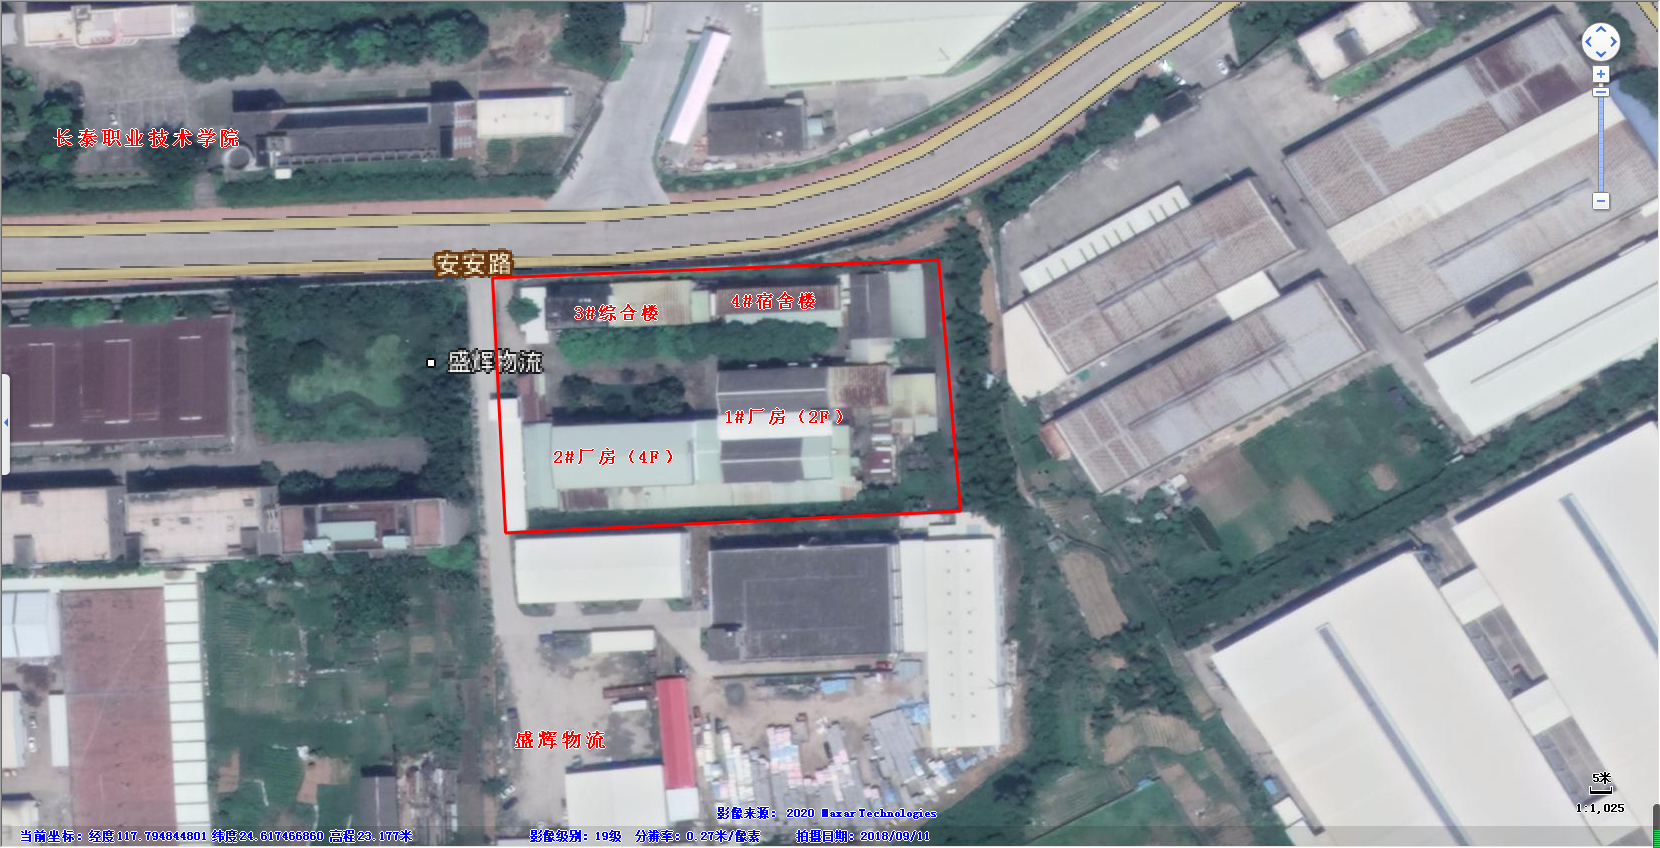 长泰职业技术学院
安安路
3#综合楼
4#宿舍楼
盛辉物流
1#厂房（2F）
2#厂房（4F）
盛辉物流
5米
1:1,025
影像来源: 2020 MaxarTechnologies
当前坐标: 经度117.794844801 纬度24.617466860 高程23.177米
影像级别: 19级 分辨率: 0.27米/像素 拍摄日期: 2018/09/11